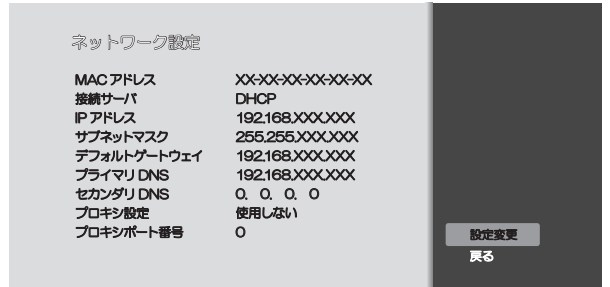 ネットワーク設定
MAC アドレス XX-XX-XX-XX-XX-XX
接続サーバ DHCP
IP アドレス 192.168.XXX.XXX
サブネットマスク 255.255.XXX.XXX
デフォルトゲートウェイ 192.168.XXX.XXX
プライマリ DNS 192.168.XXX.XXX
セカンダリ DNS 0. 0. 0. 0
プロキシ設定 使用しない
プロキシポート番号 0
設定変更
戻る